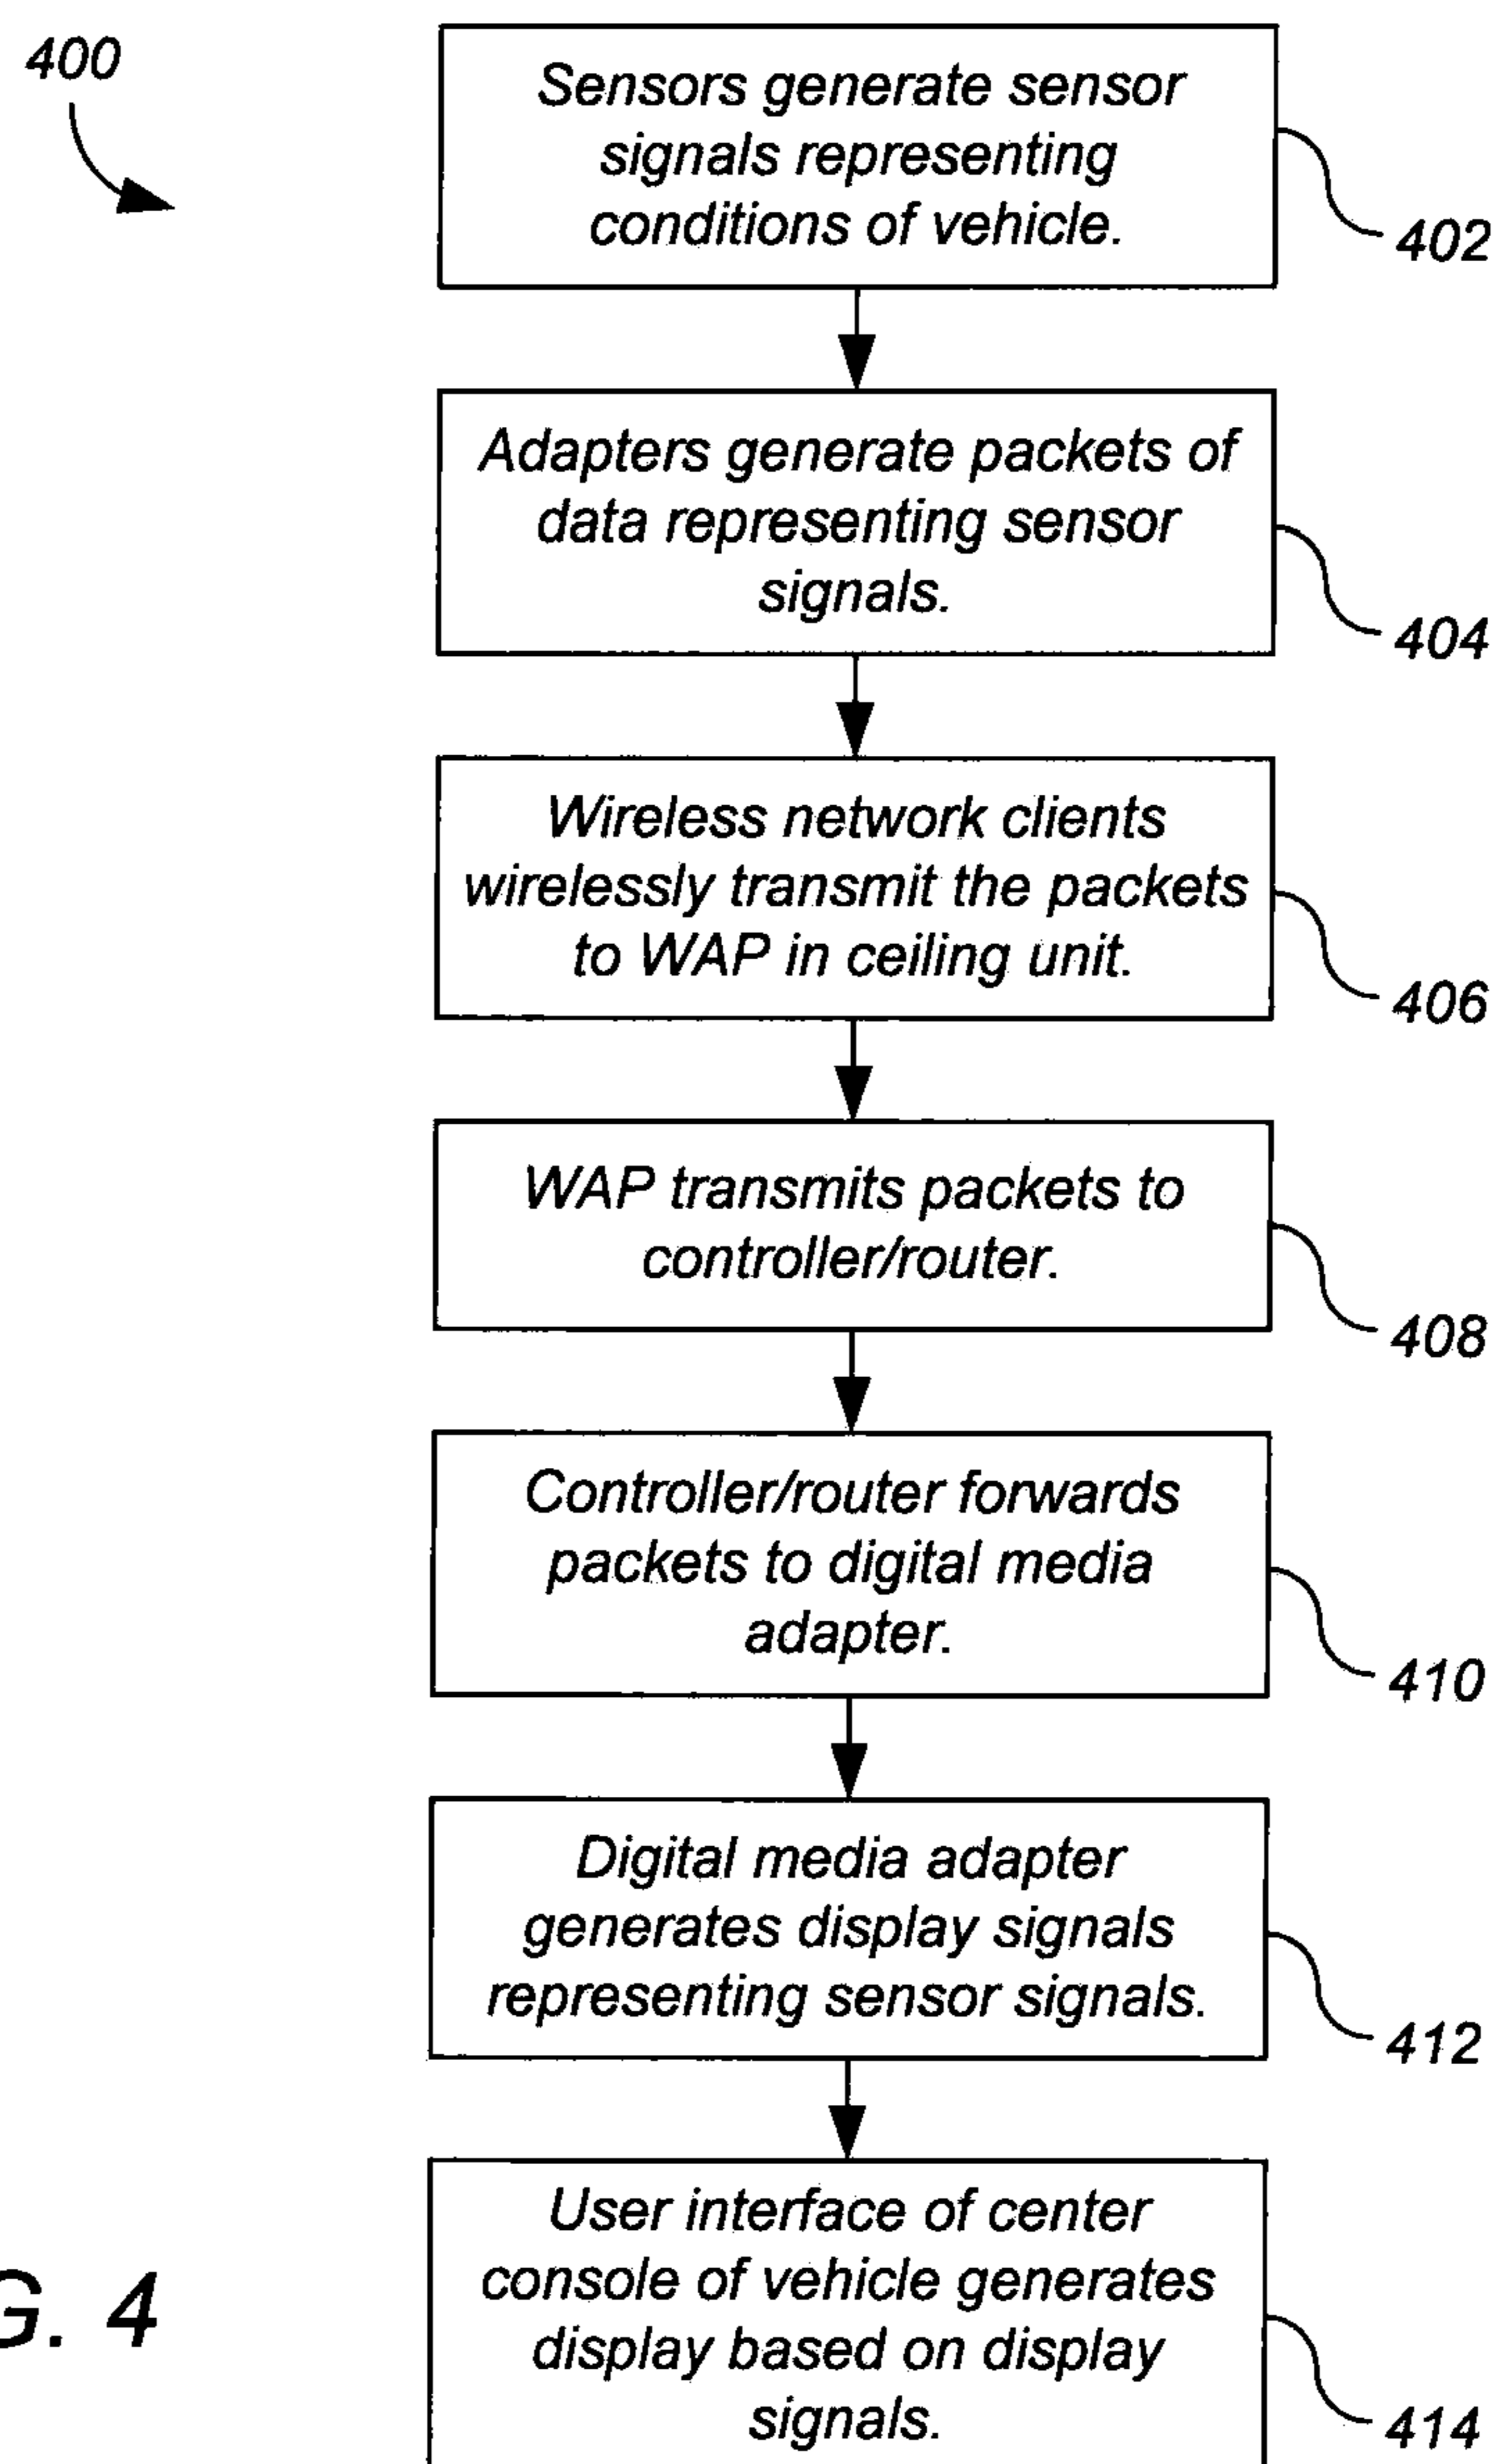 400
Sensors generate sensor
signals representing
conditions of vehicle.
402
Adapters generate packets of
data representing sensor
signals.
404
Wireless network clients
wirelessly transmit the packets
to WAP in ceiling unit.
406
WAP transmits packets to
controller/router.
408
Controller/router forwards
packets to digital media
adapter.
410
Digital media adapter
generates display signals
representing sensor signals.
412
User interface of center
console of vehicle generates
display based on display
signals.
414
G. 4